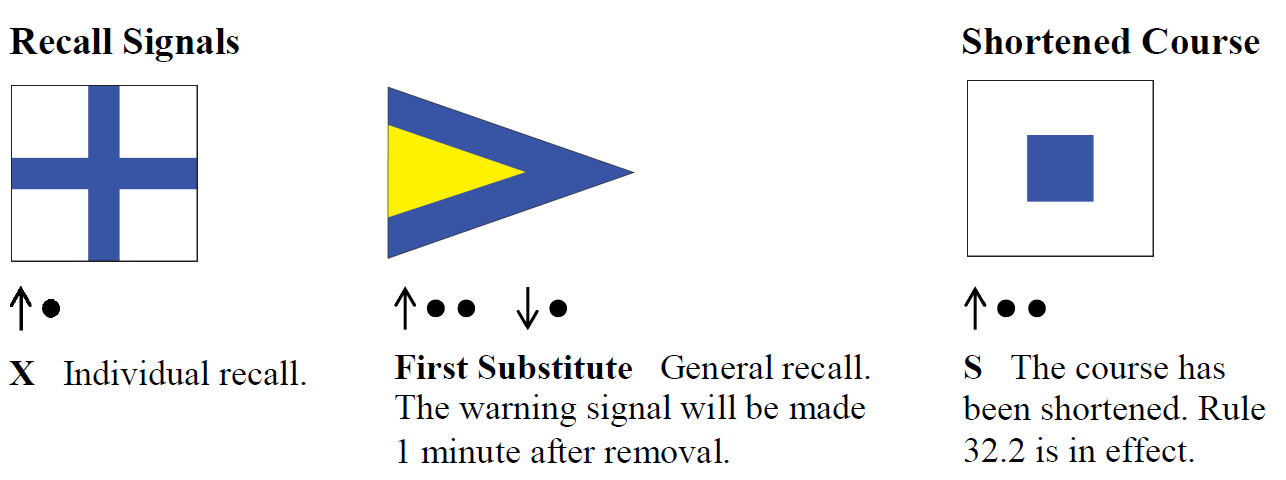 Recall Signals
Shortened Course
X Individual recall.
First Substitute General recall.
The warning signal will be made
1 minute after removal.
S The course has
been shortened. Rule
32.2 is in effect.